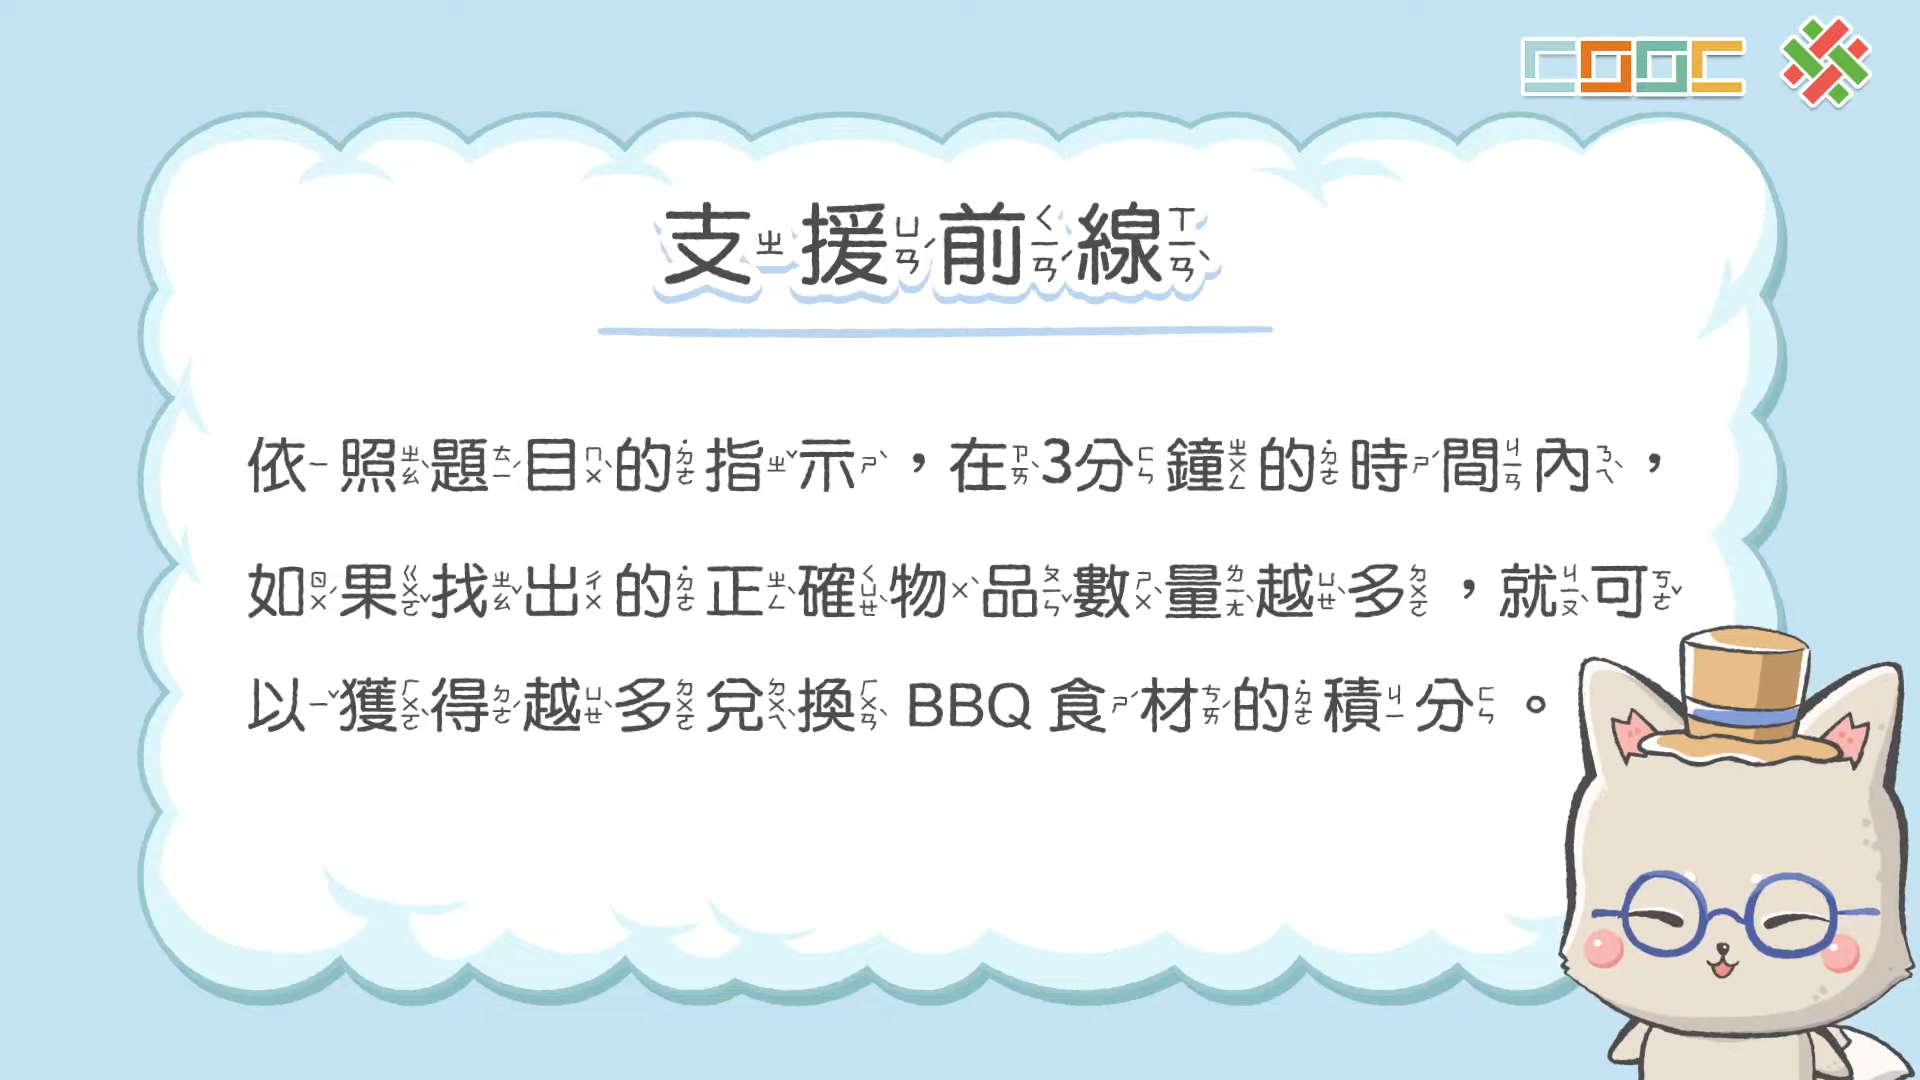 COOC
支援前線
依照題目的指示，在3分鐘的時間內，
如果找出的正確物品數量越多，就可
以獲得越多兌換 BBQ 食材的積分。